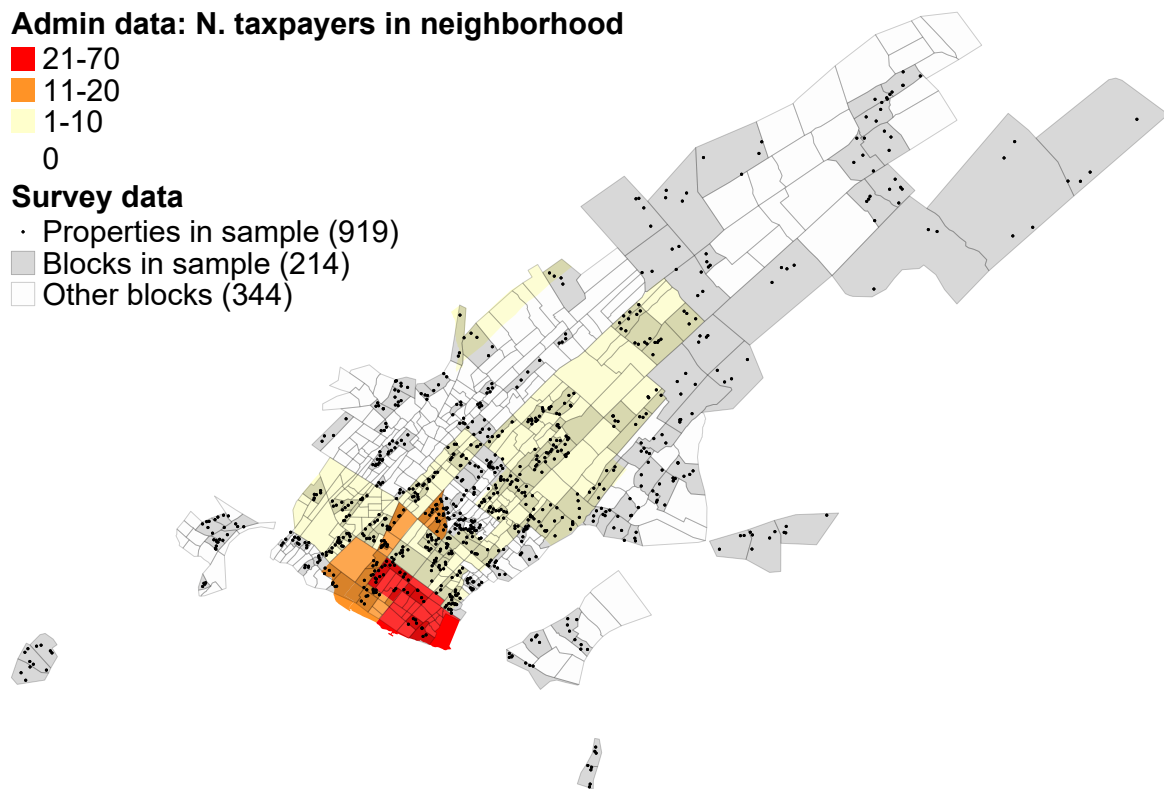 Admin data: N. taxpayers in neighborhood
21-70
11-20
1-10
0
Survey data
Properties in sample (919)
Blocks in sample (214)
Other blocks (344)